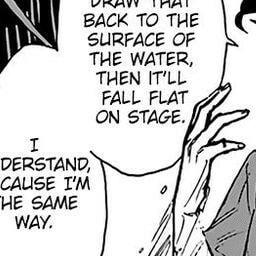 DRAW THAT
BACK TO THE
SURFACE OF
THE WATER,
THEN IT'LL
FALL FLAT
ON STAGE.
I
DERSTAND,
CAUSE I'M
HE SAME
WAY.